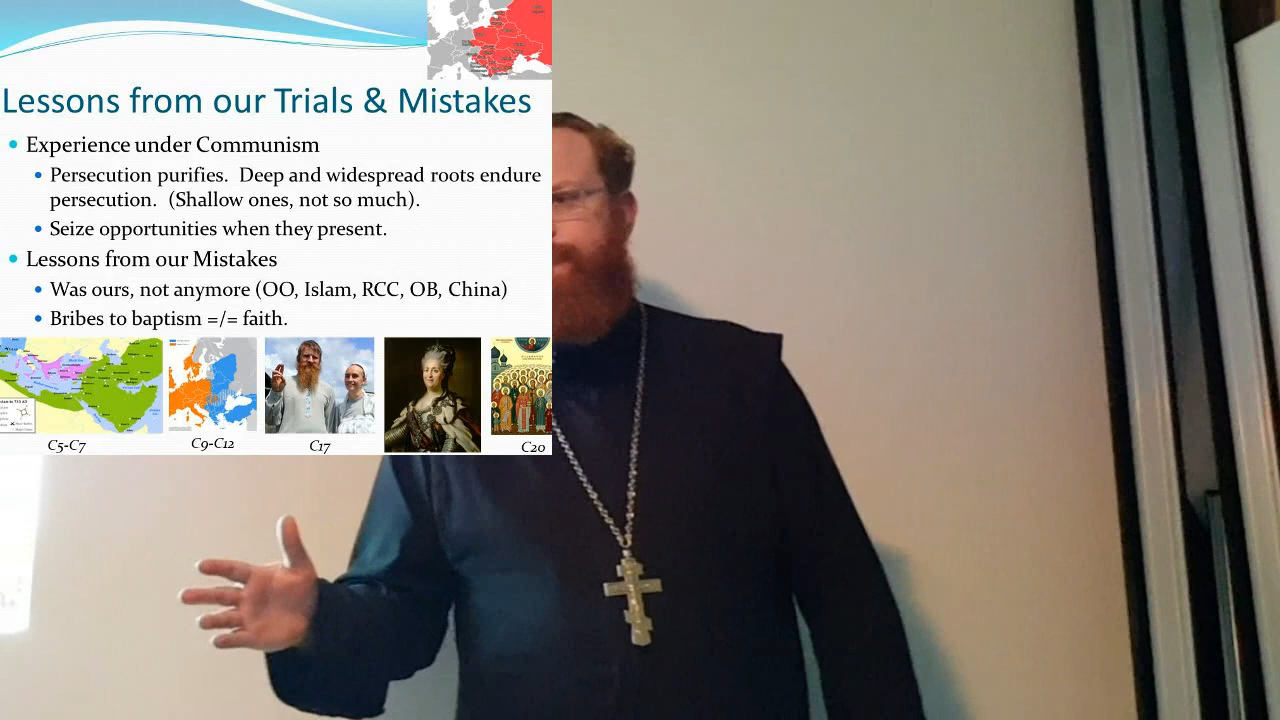 Lessons from our Trials & Mistakes
Experience under Communism
Persecution purifies. Deep and widespread roots endure
persecution. (Shallow ones, not so much).
Seize opportunities when they present.
Lessons from our Mistakes
Was ours, not anymore (OO, Islam, RCC, OB, China)
Bribes to baptism =/= faith.
C5-C7
C9-C12
C17
C20